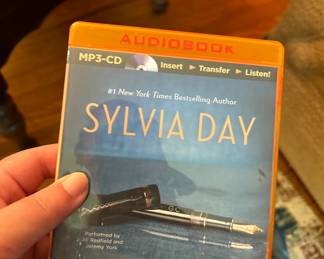 AUDIOBOOK
MP3-CD Insert ► Transfer ► Listen!
#1 New York Times Bestselling Author
SYLVIA DAY
Performed by
Redfield and
Jeremy York